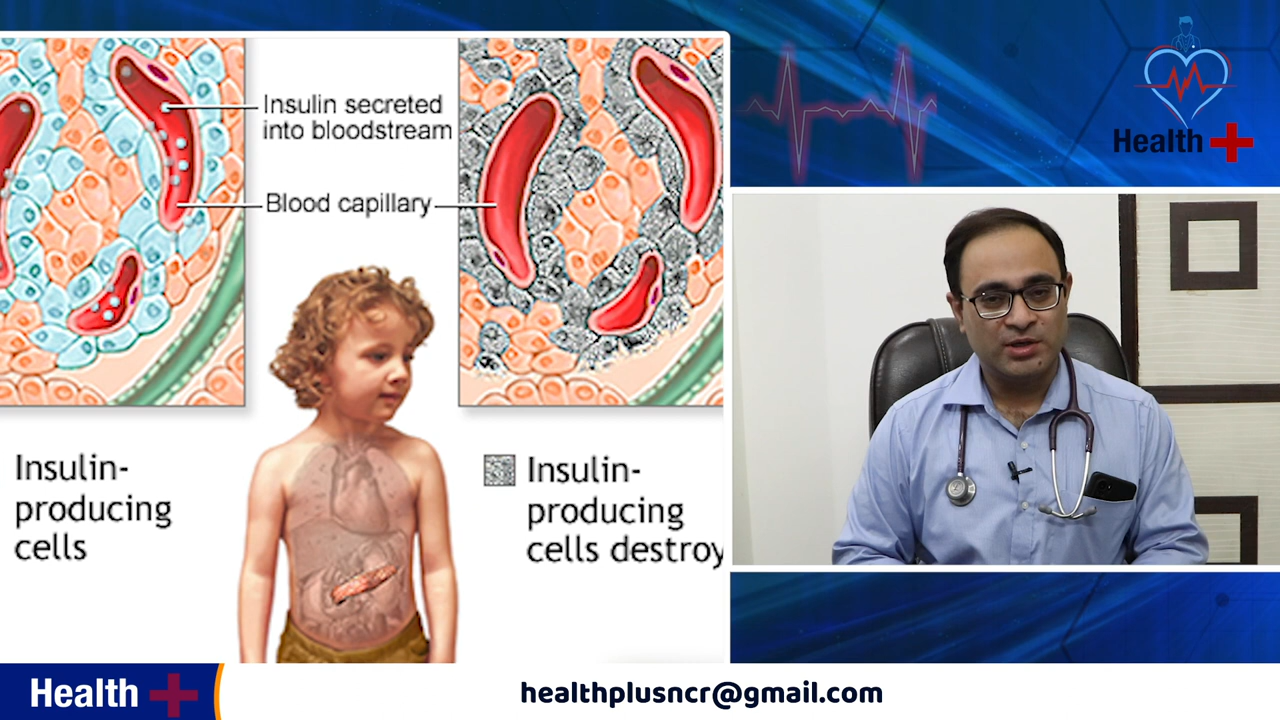 Insulin secreted
into bloodstream
Blood capillary
Insulin-
producing
cells
Insulin-
producing
cells destroy
Health
Health
healthplusncr@gmail.com